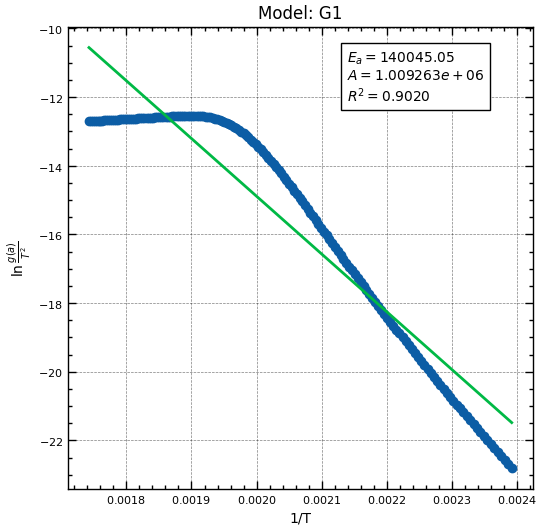 Model: G1
−10
−12
−14
−16
−18
−20
−22
ln g(a)/T²
E_a = 140045.05
A = 1.009263e + 06
R² = 0.9020
0.0018 0.0019 0.0020 0.0021 0.0022 0.0023 0.0024
1/T